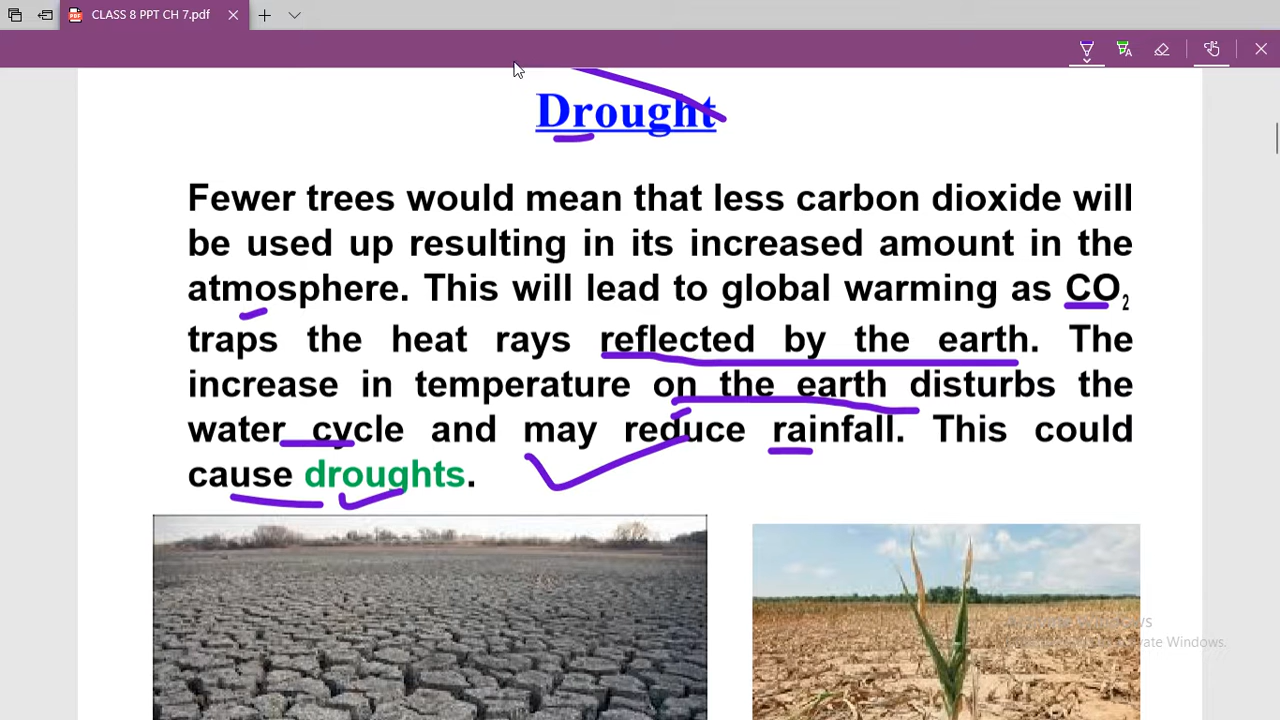 CLASS 8 PPT CH 7.pdf
Drought
Fewer trees would mean that less carbon dioxide will
be used up resulting in its increased amount in the
atmosphere. This will lead to global warming as CO₂
traps the heat rays reflected by the earth. The
increase in temperature on the earth disturbs the
water cycle and may reduce rainfall. This could
cause droughts.